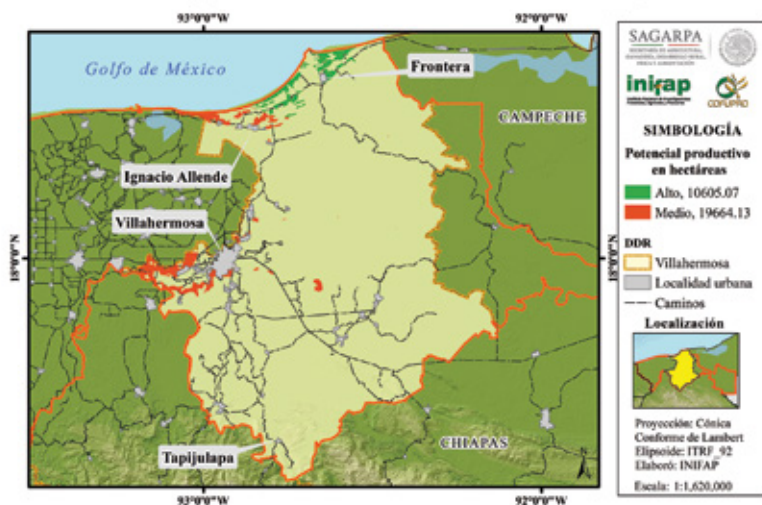 93°0'0"O
92°0'0"O
Golfo de México
Frontera
CAMPECHE
Ignacio Allende
Villahermosa
18°0'0"N
18°0'0"N
Tapijulapa
CHIAPAS
93°0'0"O
92°0'0"O
SAGARPA
inifap
COFUPRO
SIMBOLOGÍA
Potencial productivo
en hectáreas
Alto, 10605.07
Medio, 19664.13
DDR
Villahermosa
Localidad urbana
Caminos
Localización
Proyección: Cónica
Conforme de Lambert
Elipsoide: ITRF_92
Elaboró: INIFAP
Escala: 1:1,620,000